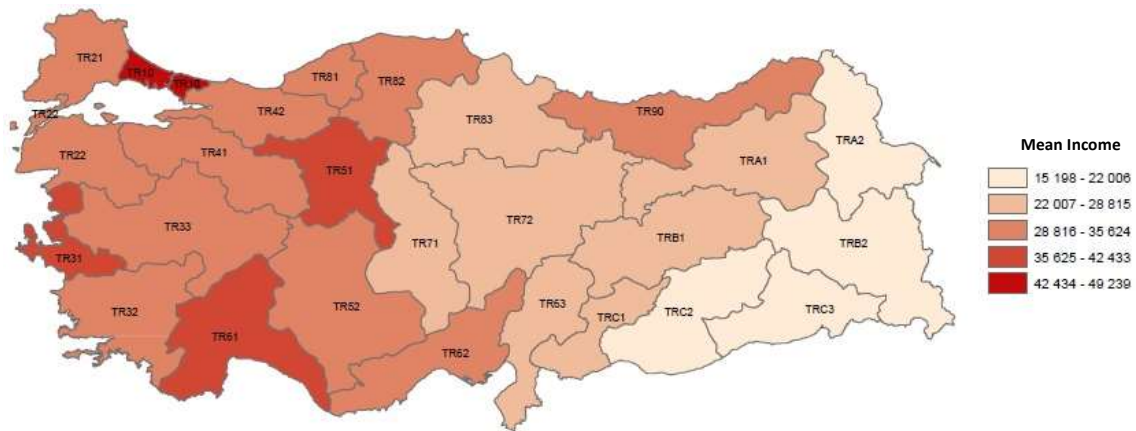 TR21
TR10
TR10
TR81
TR82
TR22
TR42
TR83
TR90
TR22
TR41
TR51
TRA1
TRA2
TR33
TR72
TR71
TRB1
TRB2
TR31
TR32
TR52
TR61
TR62
TR63
TRC1
TRC2
TRC3
Mean Income
15 198 - 22 006
22 007 - 28 815
28 816 - 35 624
35 625 - 42 433
42 434 - 49 239